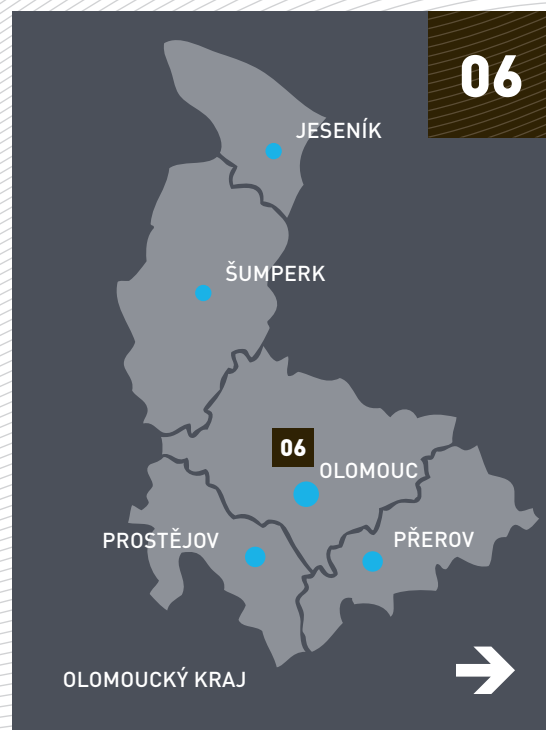 06
JESENÍK
ŠUMPERK
06
OLOMOUC
PROSTĚJOV
PŘEROV
OLOMOUCKÝ KRAJ